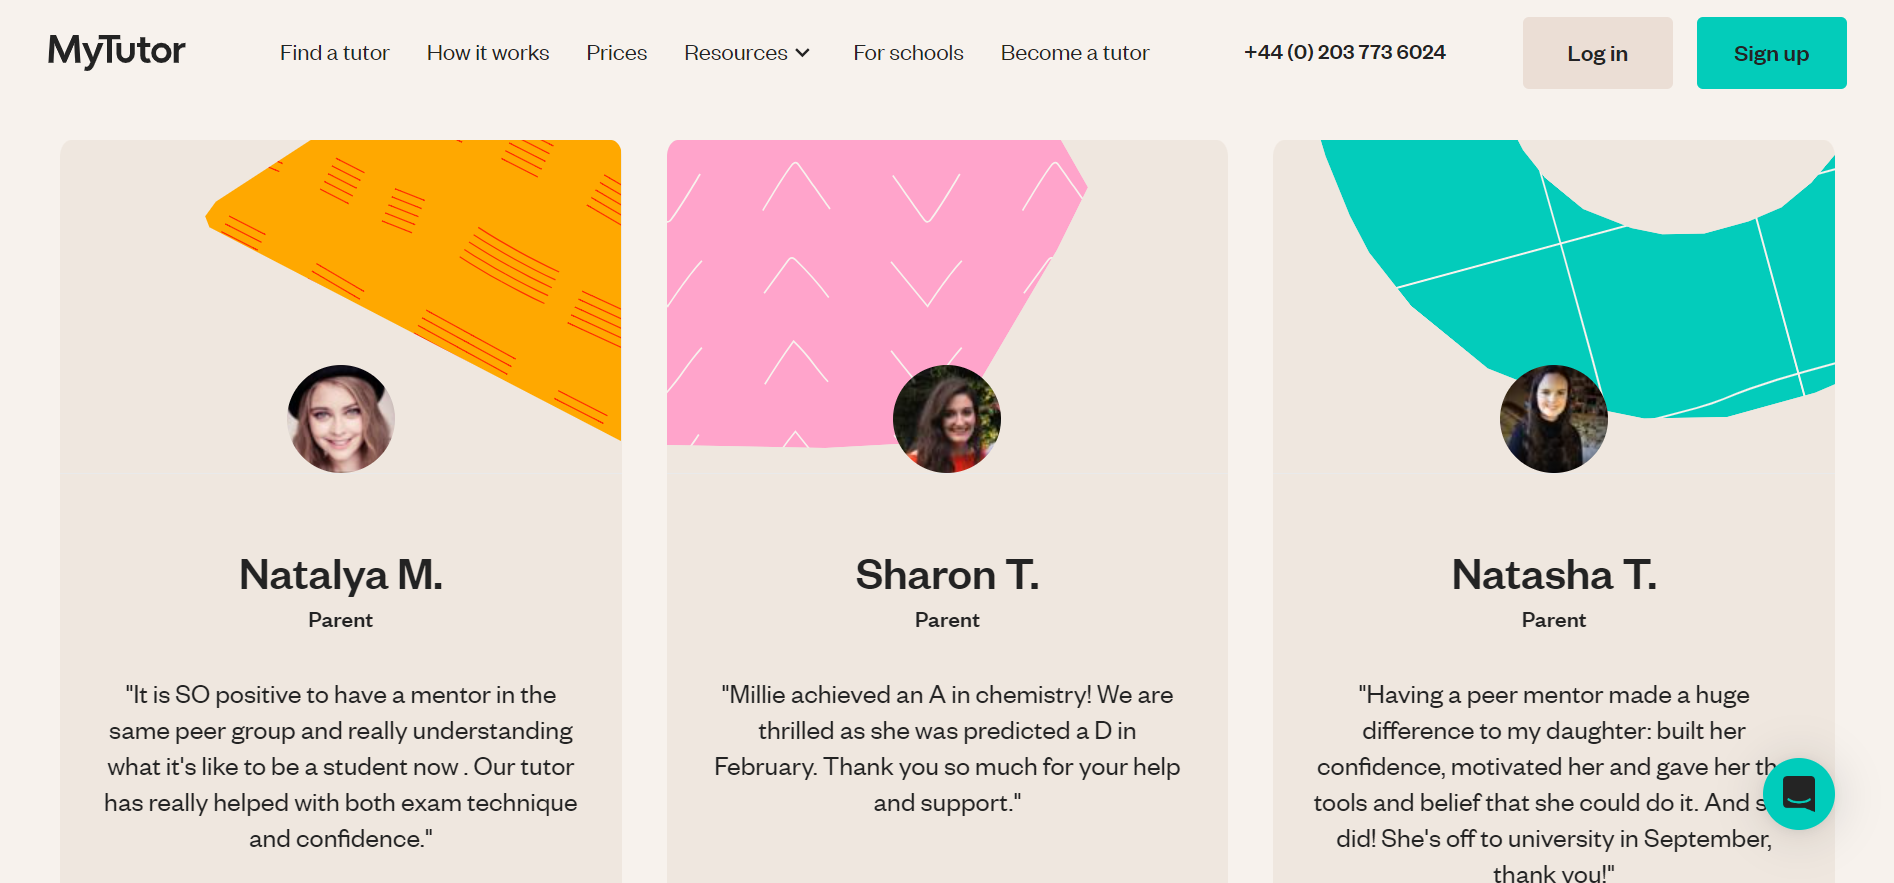 MyTutor
Find a tutor
How it works
Prices
Resources
For schools
Become a tutor
+44 (0) 203 773 6024
Log in
Sign up
Natalya M.
Parent
"It is SO positive to have a mentor in the
same peer group and really understanding
what it's like to be a student now . Our tutor
has really helped with both exam technique
and confidence."
Sharon T.
Parent
"Millie achieved an A in chemistry! We are
thrilled as she was predicted a D in
February. Thank you so much for your help
and support."
Natasha T.
Parent
"Having a peer mentor made a huge
difference to my daughter: built her
confidence, motivated her and gave her
tools and belief that she could do it. And
did! She's off to university in September,
thank you!"